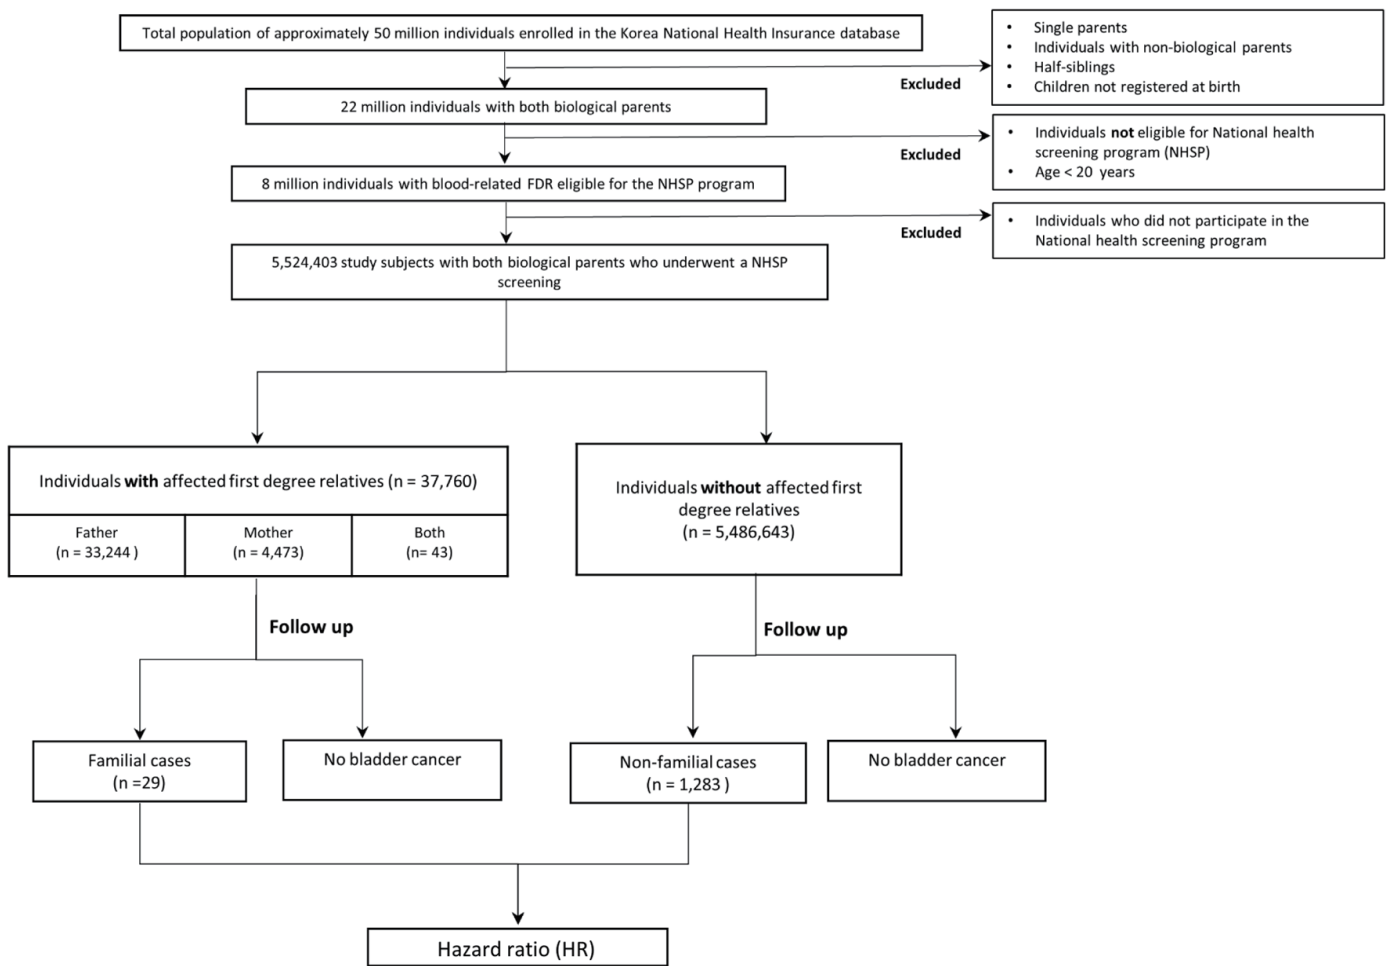 Total population of approximately 50 million individuals enrolled in the Korea National Health Insurance database
• Single parents
• Individuals with non-biological parents
• Half-siblings
• Children not registered at birth
Excluded
22 million individuals with both biological parents
• Individuals not eligible for National health
screening program (NHSP)
• Age < 20 years
Excluded
8 million individuals with blood-related FDR eligible for the NHSP program
• Individuals who did not participate in the
National health screening program
Excluded
5,524,403 study subjects with both biological parents who underwent a NHSP
screening
Individuals with affected first degree relatives (n = 37,760)
Father
(n = 33,244 )
Mother
(n = 4,473)
Both
(n= 43)
Individuals without affected first
degree relatives
(n = 5,486,643)
Follow up
Follow up
Familial cases
(n =29)
No bladder cancer
Non-familial cases
(n = 1,283 )
No bladder cancer
Hazard ratio (HR)